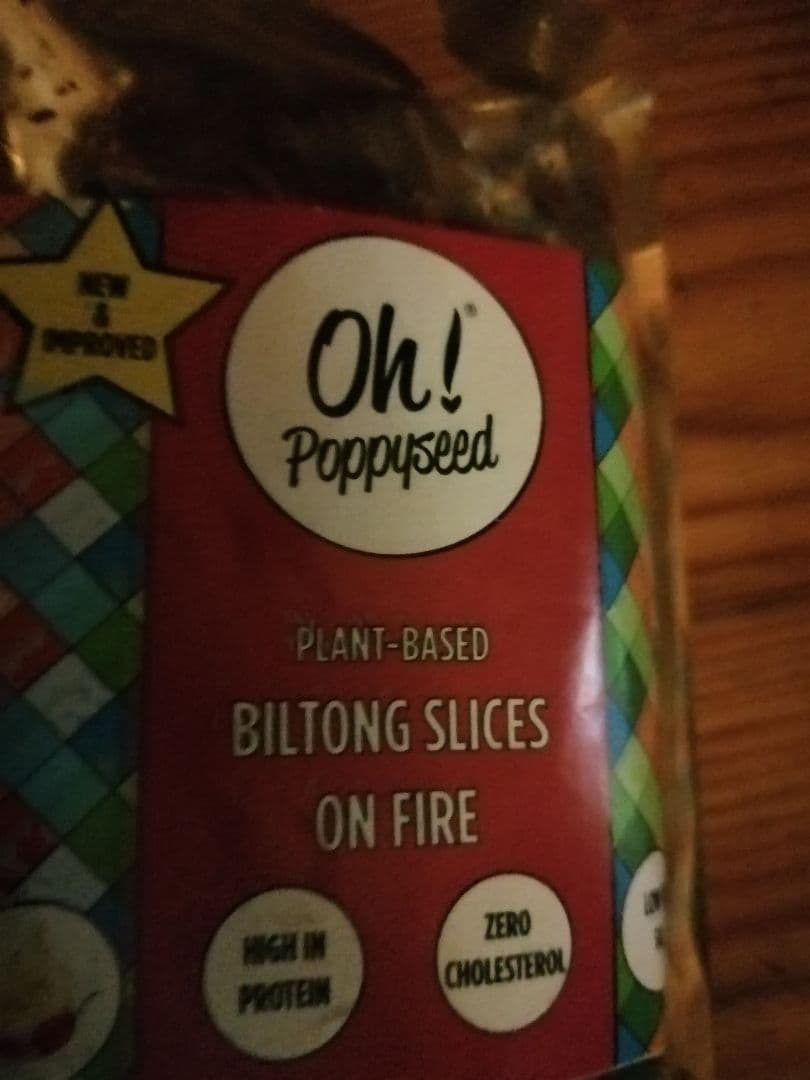 NEW
&
IMPROVED
Oh!®
Poppyseed
PLANT-BASED
BILTONG SLICES
ON FIRE
HIGH IN
PROTEIN
ZERO
CHOLESTEROL